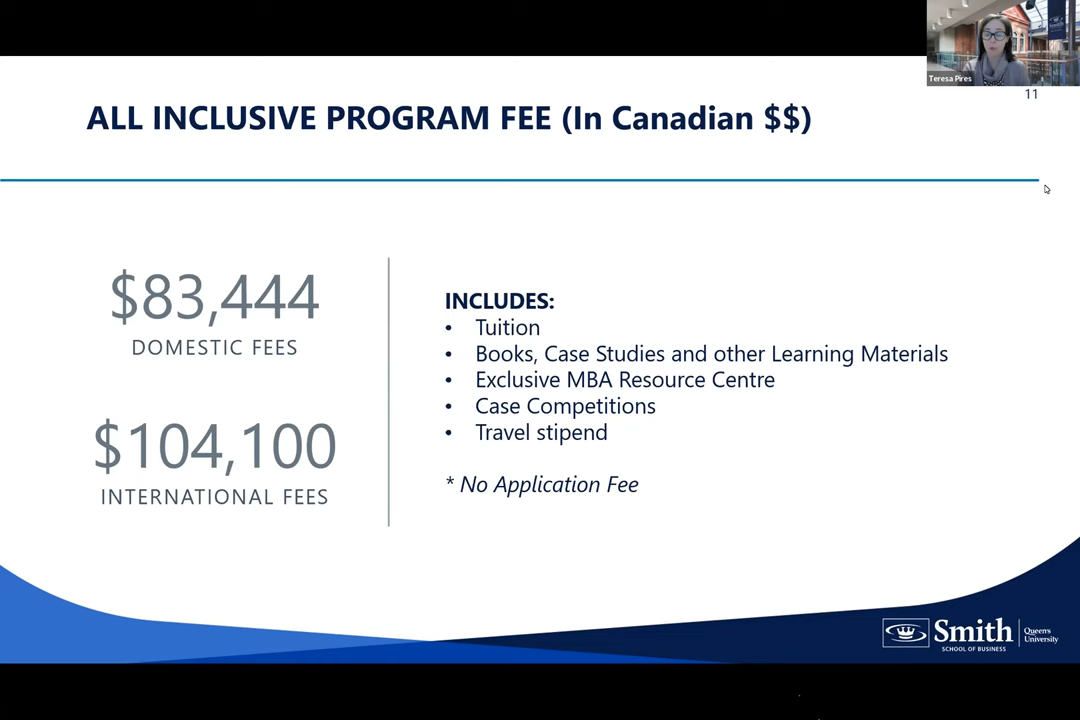 Teresa Pires
11
ALL INCLUSIVE PROGRAM FEE (In Canadian $$)
$83,444
DOMESTIC FEES
$104,100
INTERNATIONAL FEES
INCLUDES:
• Tuition
• Books, Case Studies and other Learning Materials
• Exclusive MBA Resource Centre
• Case Competitions
• Travel stipend
* No Application Fee
Smith
SCHOOL OF BUSINESS
Queen's
University